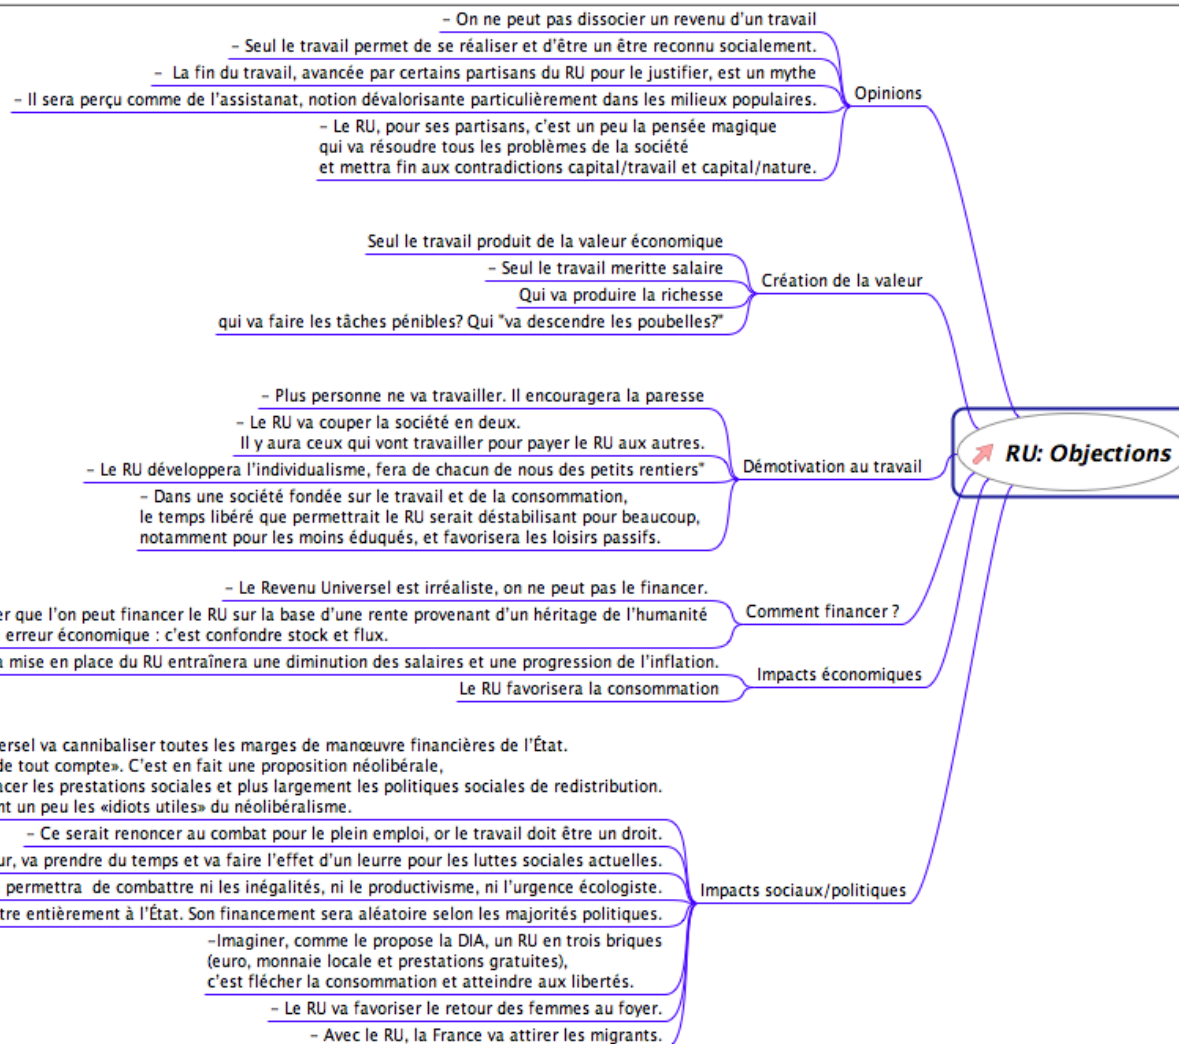 – On ne peut pas dissocier un revenu d'un travail
– Seul le travail permet de se réaliser et d'être un être reconnu socialement.
– La fin du travail, avancée par certains partisans du RU pour le justifier, est un mythe
– Il sera perçu comme de l'assistanat, notion dévalorisante particulièrement dans les milieux populaires.
– Le RU, pour ses partisans, c'est un peu la pensée magique
qui va résoudre tous les problèmes de la société
et mettra fin aux contradictions capital/travail et capital/nature.
Opinions
Seul le travail produit de la valeur économique
– Seul le travail meritte salaire
Qui va produire la richesse
qui va faire les tâches pénibles? Qui "va descendre les poubelles?"
Création de la valeur
– Plus personne ne va travailler. Il encouragera la paresse
– Le RU va couper la société en deux.
Il y aura ceux qui vont travailler pour payer le RU aux autres.
– Le RU développera l'individualisme, fera de chacun de nous des petits rentiers"
– Dans une société fondée sur le travail et de la consommation,
le temps libéré que permettrait le RU serait déstabilisant pour beaucoup,
notamment pour les moins éduqués, et favorisera les loisirs passifs.
Démotivation au travail
RU: Objections
– Le Revenu Universel est irréaliste, on ne peut pas le financer.
que l'on peut financer le RU sur la base d'une rente provenant d'un héritage de l'humanité
erreur économique : c'est confondre stock et flux.
Comment financer ?
mise en place du RU entraînera une diminution des salaires et une progression de l'inflation.
Le RU favorisera la consommation
Impacts économiques
va cannibaliser toutes les marges de manœuvre financières de l'État.
de tout compte». C'est en fait une proposition néolibérale,
les prestations sociales et plus largement les politiques sociales de redistribution.
un peu les «idiots utiles» du néolibéralisme.
– Ce serait renoncer au combat pour le plein emploi, or le travail doit être un droit.
va prendre du temps et va faire l'effet d'un leurre pour les luttes sociales actuelles.
permettra de combattre ni les inégalités, ni le productivisme, ni l'urgence écologiste.
entièrement à l'État. Son financement sera aléatoire selon les majorités politiques.
–Imaginer, comme le propose la DIA, un RU en trois briques
(euro, monnaie locale et prestations gratuites),
c'est flécher la consommation et atteindre aux libertés.
– Le RU va favoriser le retour des femmes au foyer.
– Avec le RU, la France va attirer les migrants.
Impacts sociaux/politiques